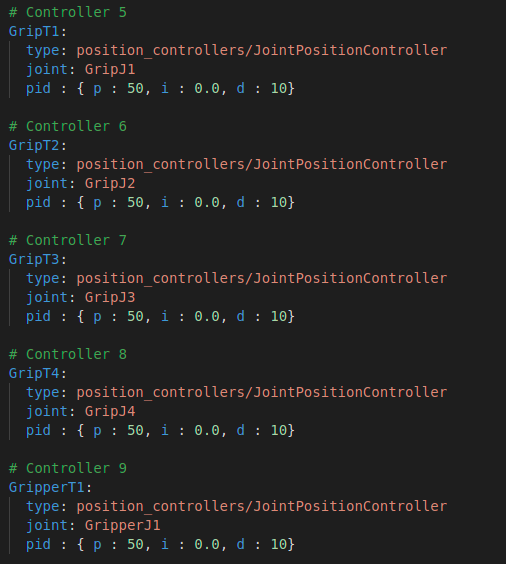 # Controller 5
GripT1:
type: position_controllers/JointPositionController
joint: GripJ1
pid : { p : 50, i : 0.0, d : 10}
# Controller 6
GripT2:
type: position_controllers/JointPositionController
joint: GripJ2
pid : { p : 50, i : 0.0, d : 10}
# Controller 7
GripT3:
type: position_controllers/JointPositionController
joint: GripJ3
pid : { p : 50, i : 0.0, d : 10}
# Controller 8
GripT4:
type: position_controllers/JointPositionController
joint: GripJ4
pid : { p : 50, i : 0.0, d : 10}
# Controller 9
GripperT1:
type: position_controllers/JointPositionController
joint: GripperJ1
pid : { p : 50, i : 0.0, d : 10}